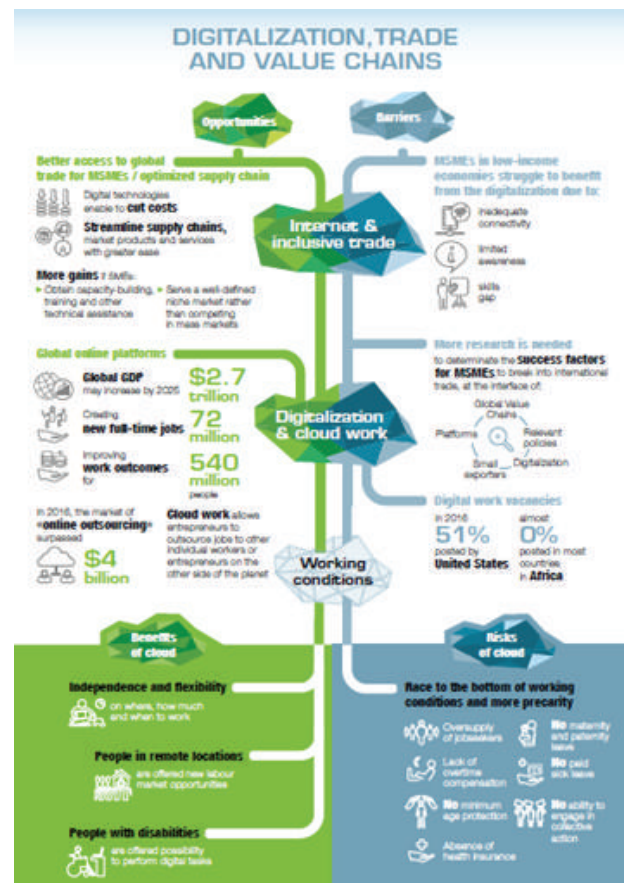 DIGITALIZATION, TRADE
AND VALUE CHAINS
Opportunities
Barriers
Better access to global
trade for MSMEs / optimized supply chain
Digital technologies
enable to cut costs
Streamline supply chains,
market products and services
with greater ease
More gains if SMEs:
Obtain capacity-building,
training and other
technical assistance
Serve a well-defined
niche market rather
than competing
in mass markets
Internet &
inclusive trade
MSMEs in low-income
economies struggle to benefit
from the digitalization due to:
inadequate
connectivity
limited
awareness
skills
gap
Global online platforms
Global GDP
may increase by 2025
$2.7
trillion
Creating
new full-time jobs
72
million
Improving
work outcomes
for
540
million
people
Digitalization
& cloud work
More research is needed
to determinate the success factors
for MSMEs to break into international
trade, at the interface of:
Global Value
Chains
Platforms
Relevant
policies
Small
exporters
Digitalization
In 2016, the market of
«online outsourcing»
surpassed
$4
billion
Cloud work allows
entrepreneurs to
outsource jobs to other
individual workers or
entrepreneurs on the
other side of the planet
Digital work vacancies
in 2016
51%
posted by
United States
almost
0%
posted in most
countries
in Africa
Working
conditions
Benefits
of cloud
Independence and flexibility
on where, how much
and when to work
People in remote locations
are offered new labour
market opportunities
People with disabilities
are offered possibility
to perform digital tasks
Risks
of cloud
Race to the bottom of working
conditions and more precarity
Oversupply
of jobseekers
No maternity
and paternity
leave
Lack of
overtime
compensation
No paid
sick leave
No minimum
age protection
No ability to
engage in
collective
action
Absence of
health insurance